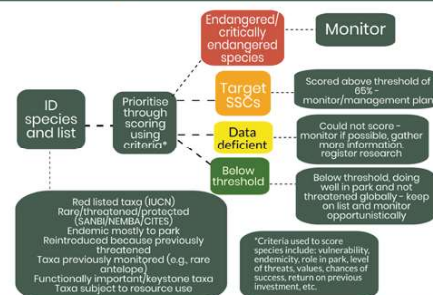 Endangered/
critically
endangered
species
Monitor
ID
species
and list
Prioritise
through
scoring
using
criteria*
Target
SSCs
Scored above threshold of
65% -
monitor/management plan
Data
deficient
Could not score -
monitor if possible, gather
more information,
register research
Below
threshold
Below threshold, doing
well in park and not
threatened globally - keep
on list and monitor
opportunistically
Red listed taxa (IUCN)
Rare/threatened/protected
(SANBI/NEMBA/CITES)
Endemic mostly to park
Reintroduced because previously
threatened
Taxa previously monitored (e.g., rare
antelope)
Functionally important/keystone taxa
Taxa subject to resource use
*Criteria used to score
species include: vulnerability,
endemicity, role in park, level
of threats, values, chances of
success, return on previous
investment, etc.